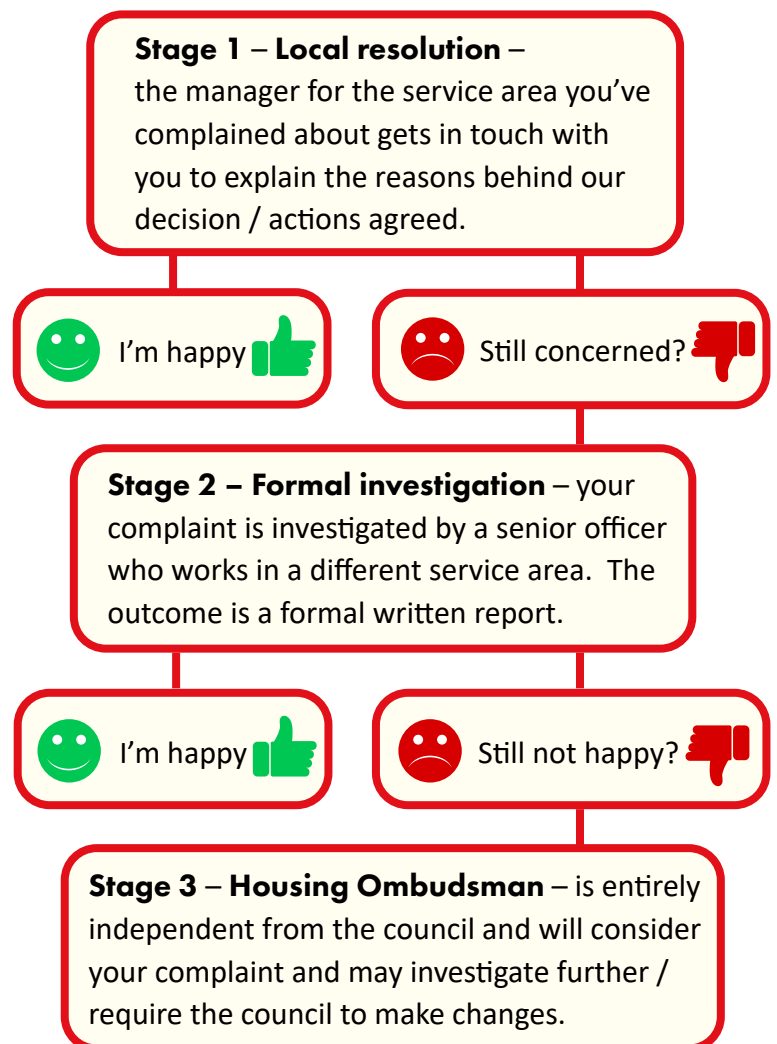 Stage 1 – Local resolution –
the manager for the service area you’ve
complained about gets in touch with
you to explain the reasons behind our
decision / actions agreed.
I’m happy
Still concerned?
Stage 2 – Formal investigation – your
complaint is investigated by a senior officer
who works in a different service area.  The
outcome is a formal written report.
I’m happy
Still not happy?
Stage 3 – Housing Ombudsman – is entirely
independent from the council and will consider
your complaint and may investigate further /
require the council to make changes.